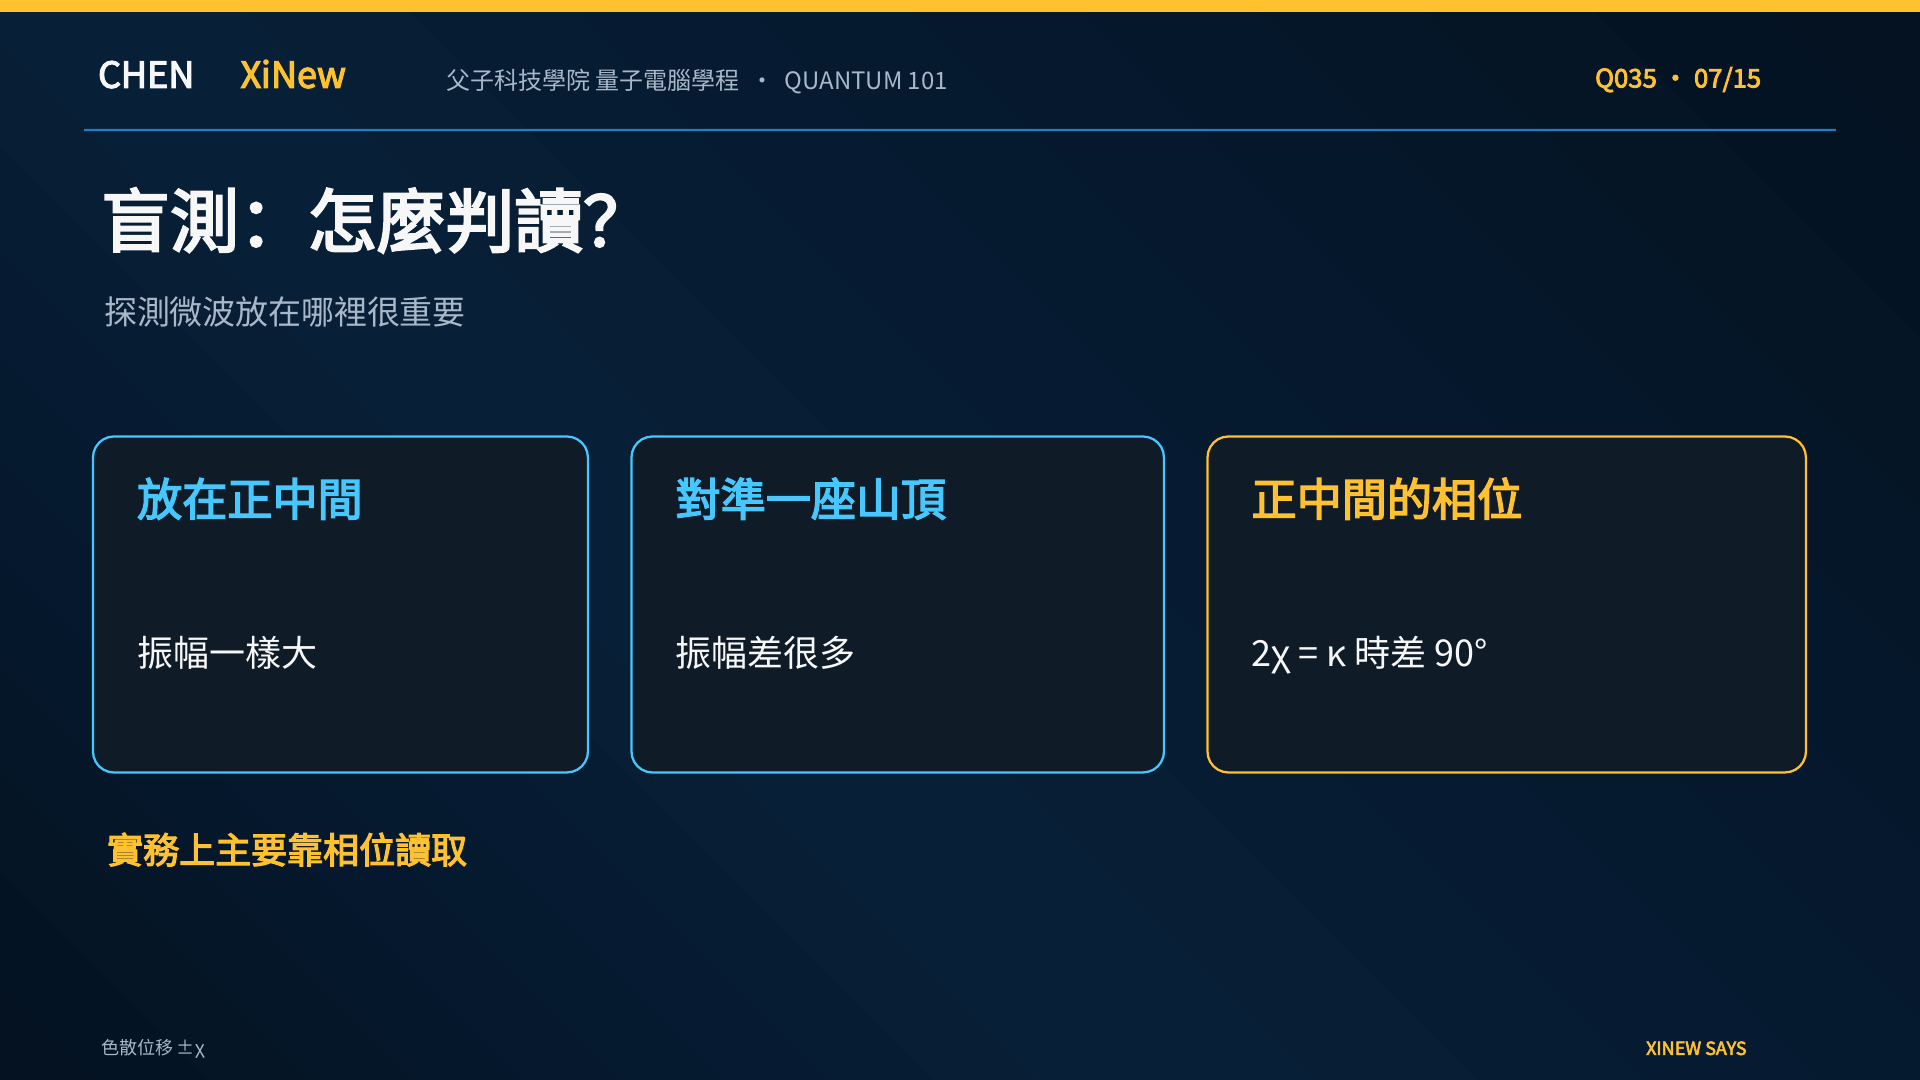 CHEN XiNew 父子科技學院 量子電腦學程 • QUANTUM 101 Q035 • 07/15
盲測：怎麼判讀？
探測微波放在哪裡很重要
放在正中間
振幅一樣大
對準一座山頂
振幅差很多
正中間的相位
2χ = κ 時差 90°
實務上主要靠相位讀取
色散位移 ±χ
XINEW SAYS